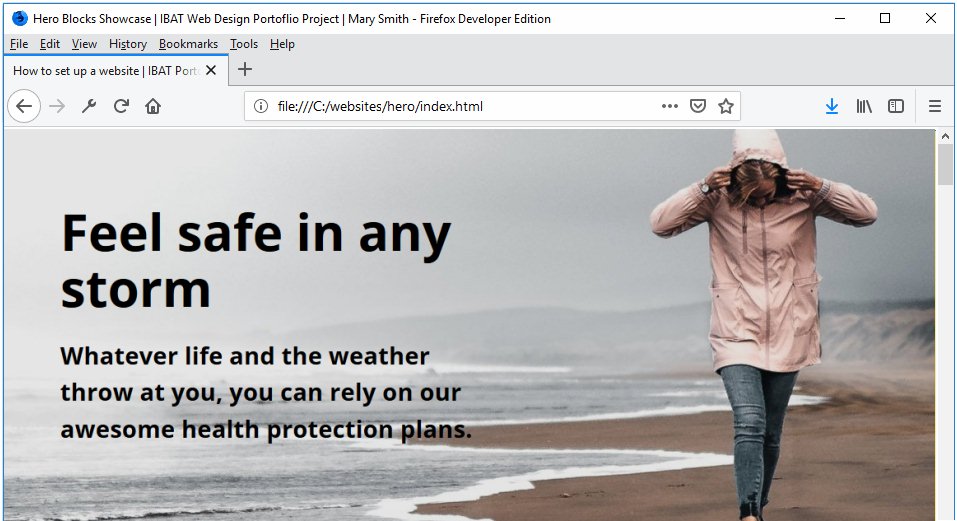 Hero Blocks Showcase | IBAT Web Design Portoflio Project | Mary Smith - Firefox Developer Edition
File Edit View History Bookmarks Tools Help
How to set up a website | IBAT Porto
file:///C:/websites/hero/index.html
Feel safe in any
storm
Whatever life and the weather
throw at you, you can rely on our
awesome health protection plans.